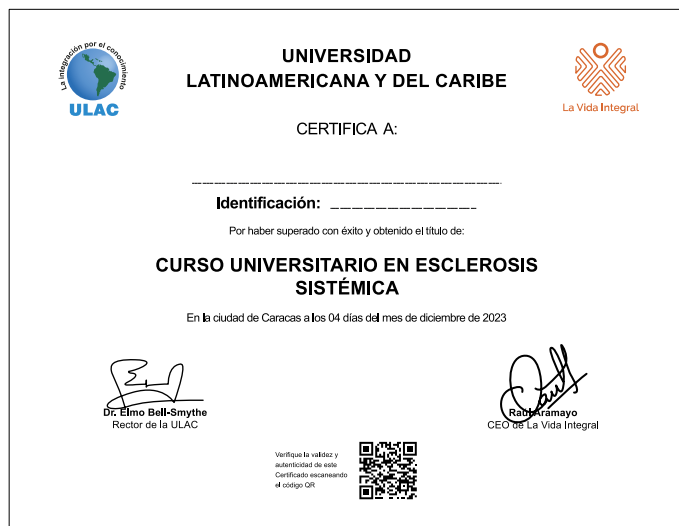 La integración por el conocimiento
ULAC
UNIVERSIDAD
LATINOAMERICANA Y DEL CARIBE
La Vida Integral
CERTIFICA A:
Identificación:
Por haber superado con éxito y obtenido el título de:
CURSO UNIVERSITARIO EN ESCLEROSIS
SISTÉMICA
En la ciudad de Caracas a los 04 días del mes de diciembre de 2023
Dr. Elmo Bell-Smythe
Rector de la ULAC
Raúl Aramayo
CEO de La Vida Integral
Verifique la validez y
autenticidad de este
Certificado escaneando
el código QR